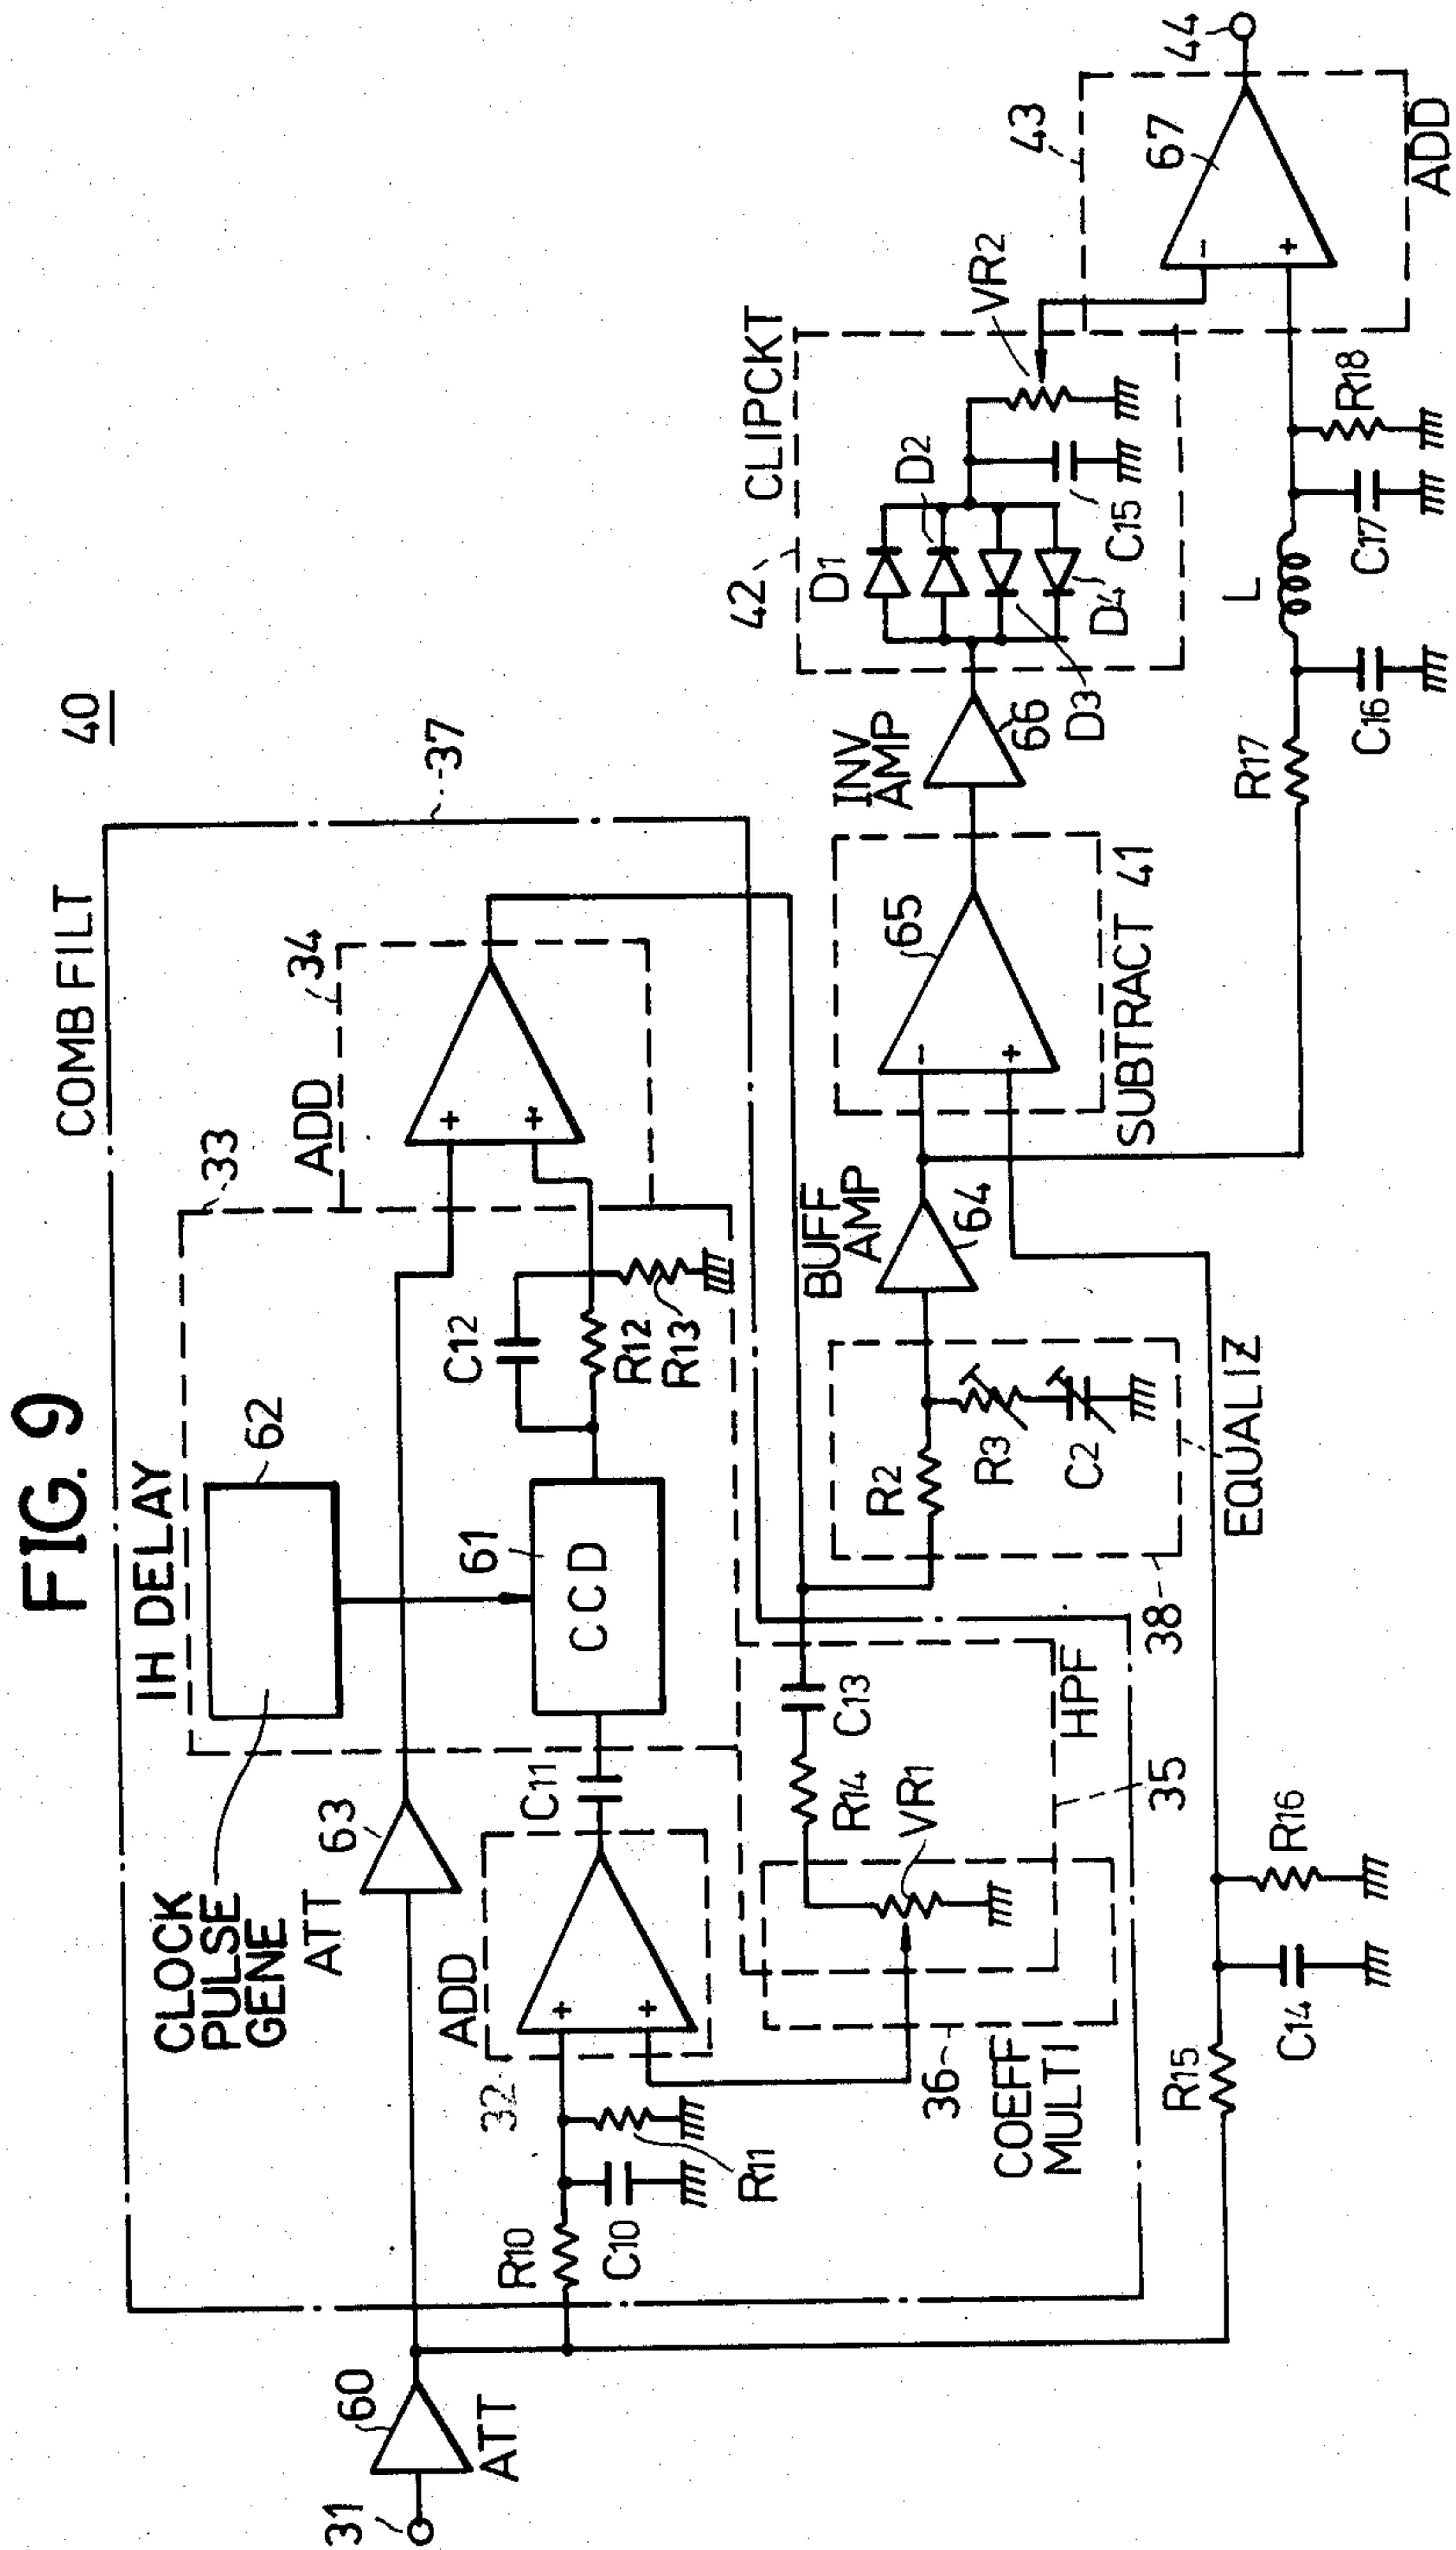 FIG. 9
40
COMB FILT
37
1H DELAY
33
ADD
34
62
CLOCK
PULSE
GENE
63
ATT
61
CCD
C12
R12
R13
C11
ADD
32
R10
C10
R11
31
60
ATT
36
COEFF
MULTI
VR1
R14
C13
HPF
35
38
EQUALIZ
R2
R3
C2
BUFF
AMP
64
65
SUBTRACT 41
INV
AMP
66
42
CLIPCKT
D1
D2
D3
D4
C15
VR2
43
67
ADD
44
R15
C14
R16
R17
C16
L
C17
R18
+
+
+
+
-
+
-
+